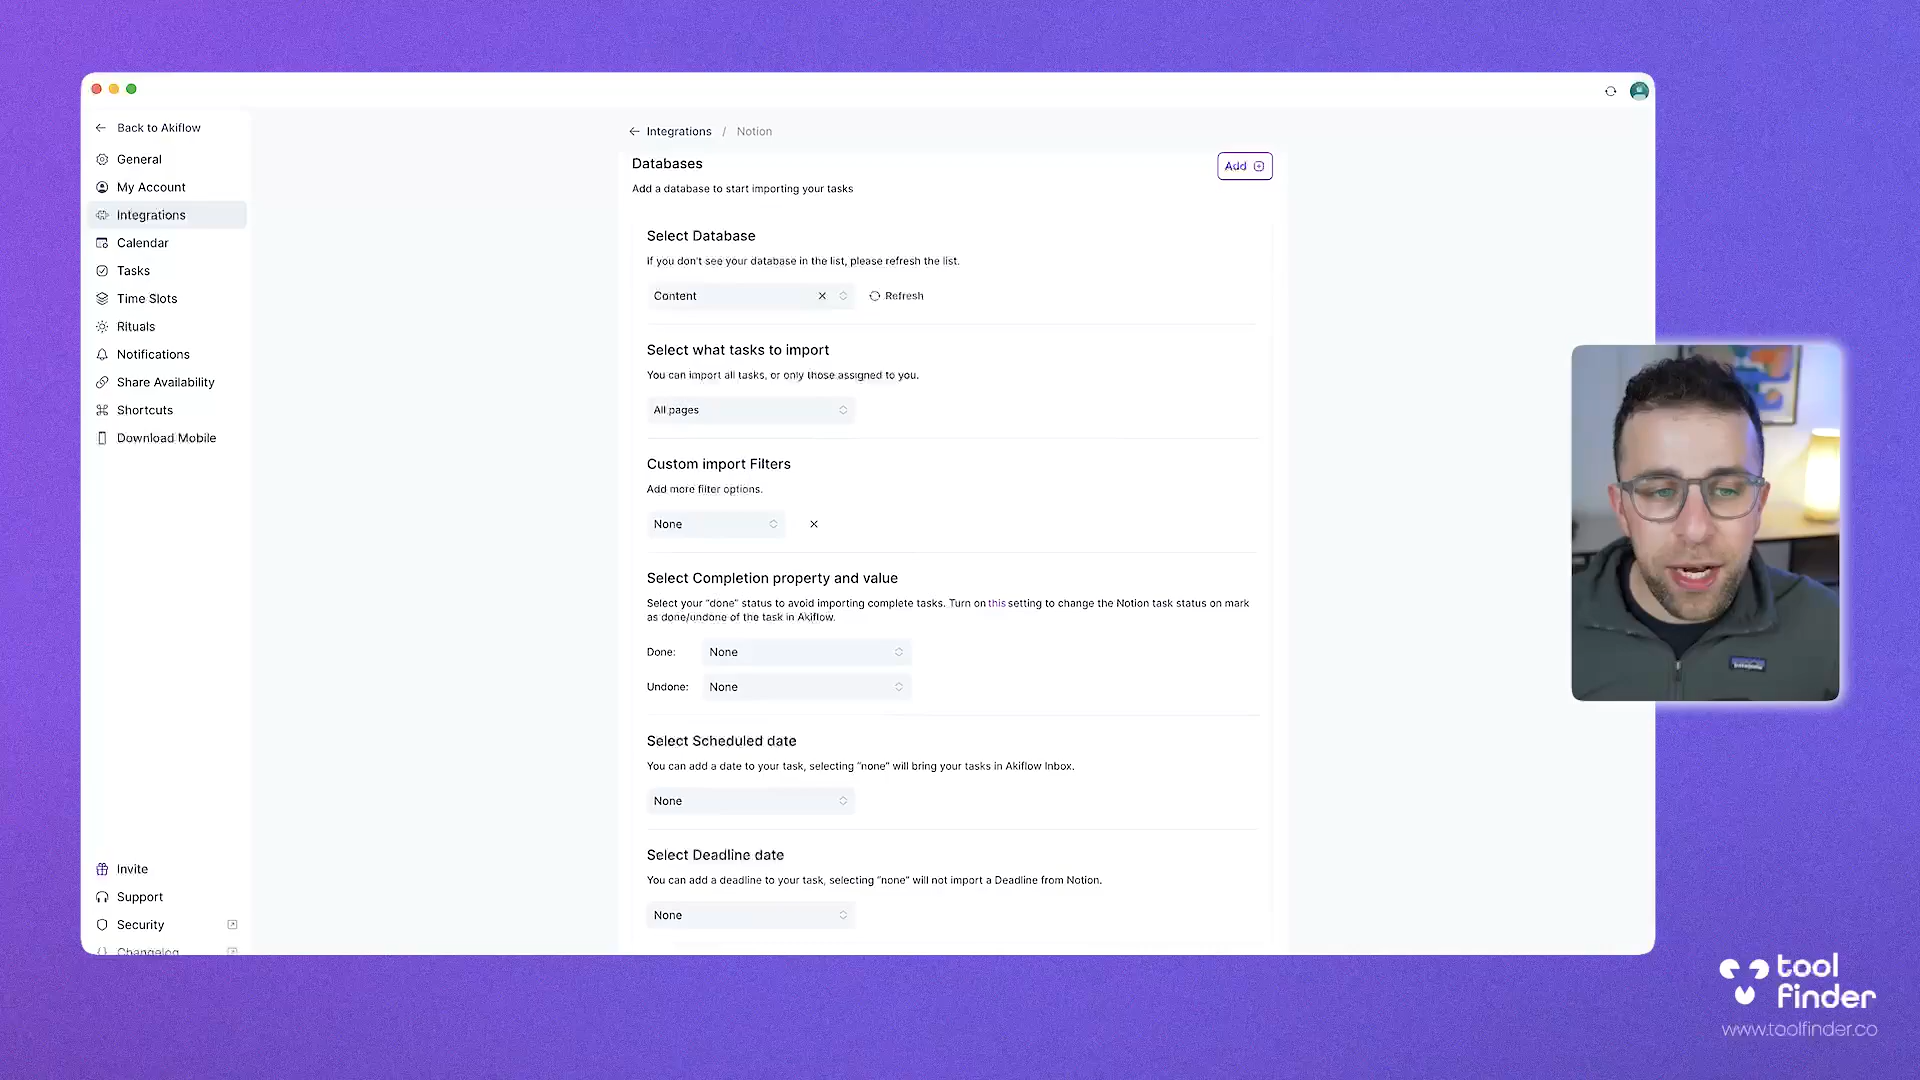 Back to Akiflow
General
My Account
Integrations
Calendar
Tasks
Time Slots
Rituals
Notifications
Share Availability
Shortcuts
Download Mobile
Invite
Support
Security
Changelog
Integrations / Notion
Databases
Add
Add a database to start importing your tasks
Select Database
If you don't see your database in the list, please refresh the list.
Content
Refresh
Select what tasks to import
You can import all tasks, or only those assigned to you.
All pages
Custom import Filters
Add more filter options.
None
Select Completion property and value
Select your "done" status to avoid importing complete tasks. Turn on this setting to change the Notion task status on mark
as done/undone of the task in Akiflow.
Done: None
Undone: None
Select Scheduled date
You can add a date to your task, selecting "none" will bring your tasks in Akiflow Inbox.
None
Select Deadline date
You can add a deadline to your task, selecting "none" will not import a Deadline from Notion.
None
patagonia
tool
finder
www.toolfinder.co